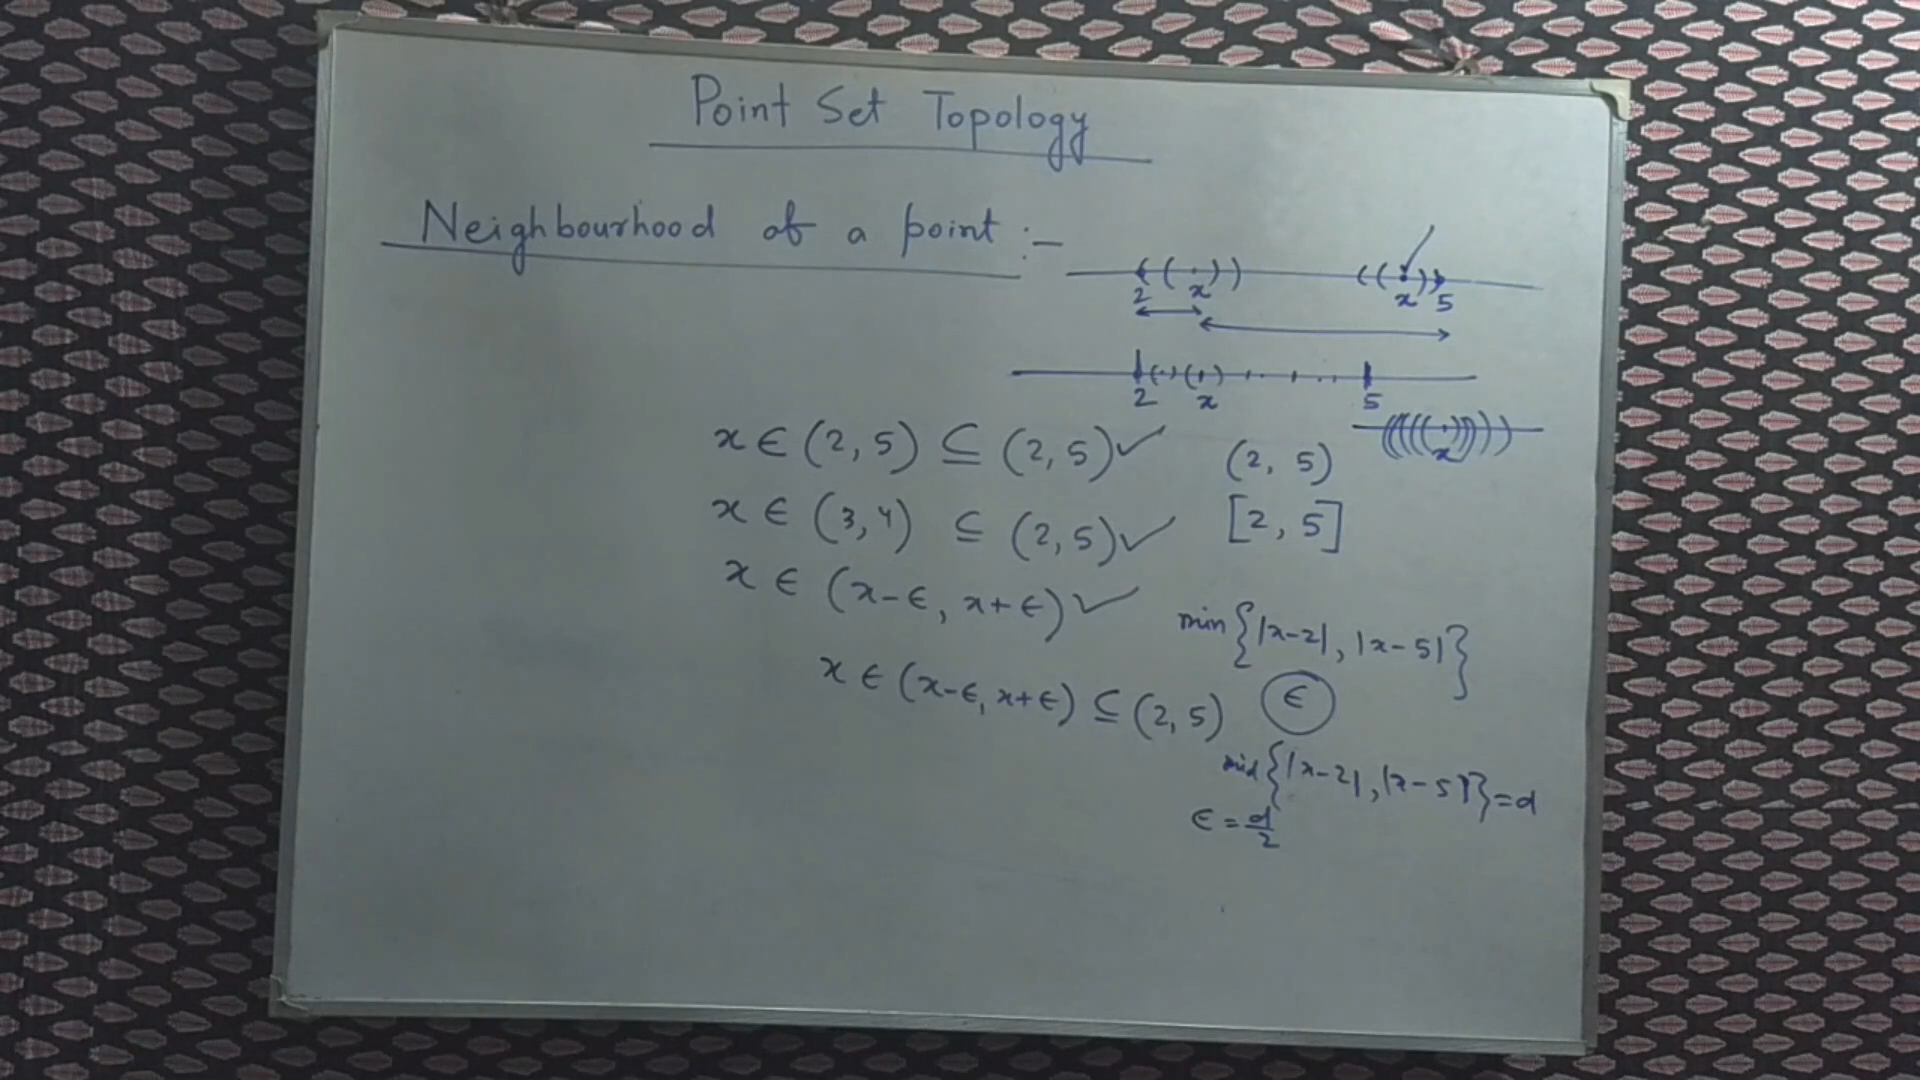 Point Set Topology
Neighbourhood of a point :-
2 x x 5
2 x 5
x
x ∈ (2, 5) ⊆ (2, 5) ✓ (2, 5)
x ∈ (3, 4) ⊆ (2, 5) ✓ [2, 5]
x ∈ (x-ϵ, x+ϵ) ✓
min {|x-2|, |x-5|}
x ∈ (x-ϵ, x+ϵ) ⊆ (2, 5) ϵ
{|x-2|, |x-5|} = d
ϵ = d/2